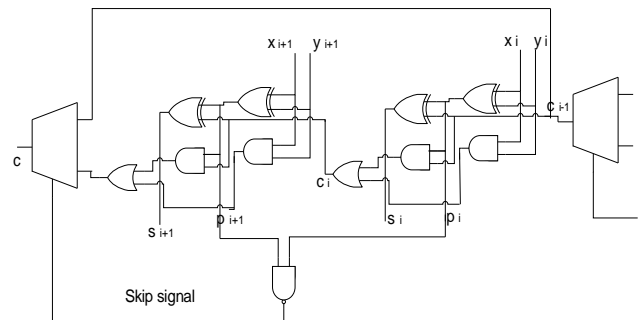 x i+1 y i+1
x i y i
c i-1
c
c i
s i+1 p i+1
s i p i
Skip signal